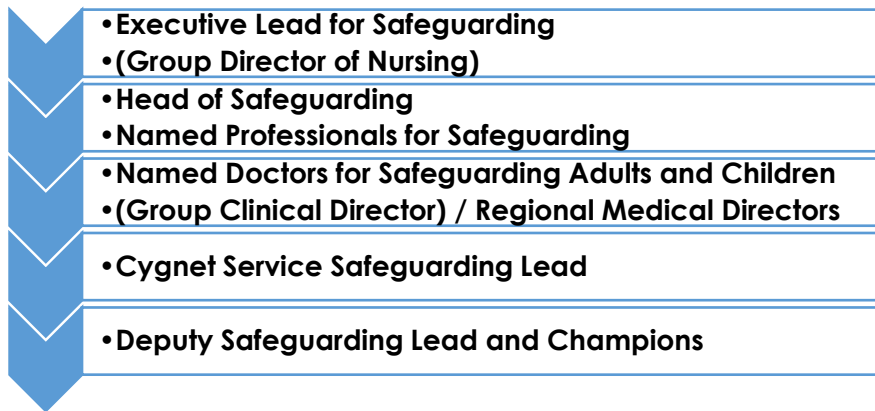 •Executive Lead for Safeguarding
•(Group Director of Nursing)
•Head of Safeguarding
•Named Professionals for Safeguarding
•Named Doctors for Safeguarding Adults and Children
•(Group Clinical Director) / Regional Medical Directors
•Cygnet Service Safeguarding Lead
•Deputy Safeguarding Lead and Champions